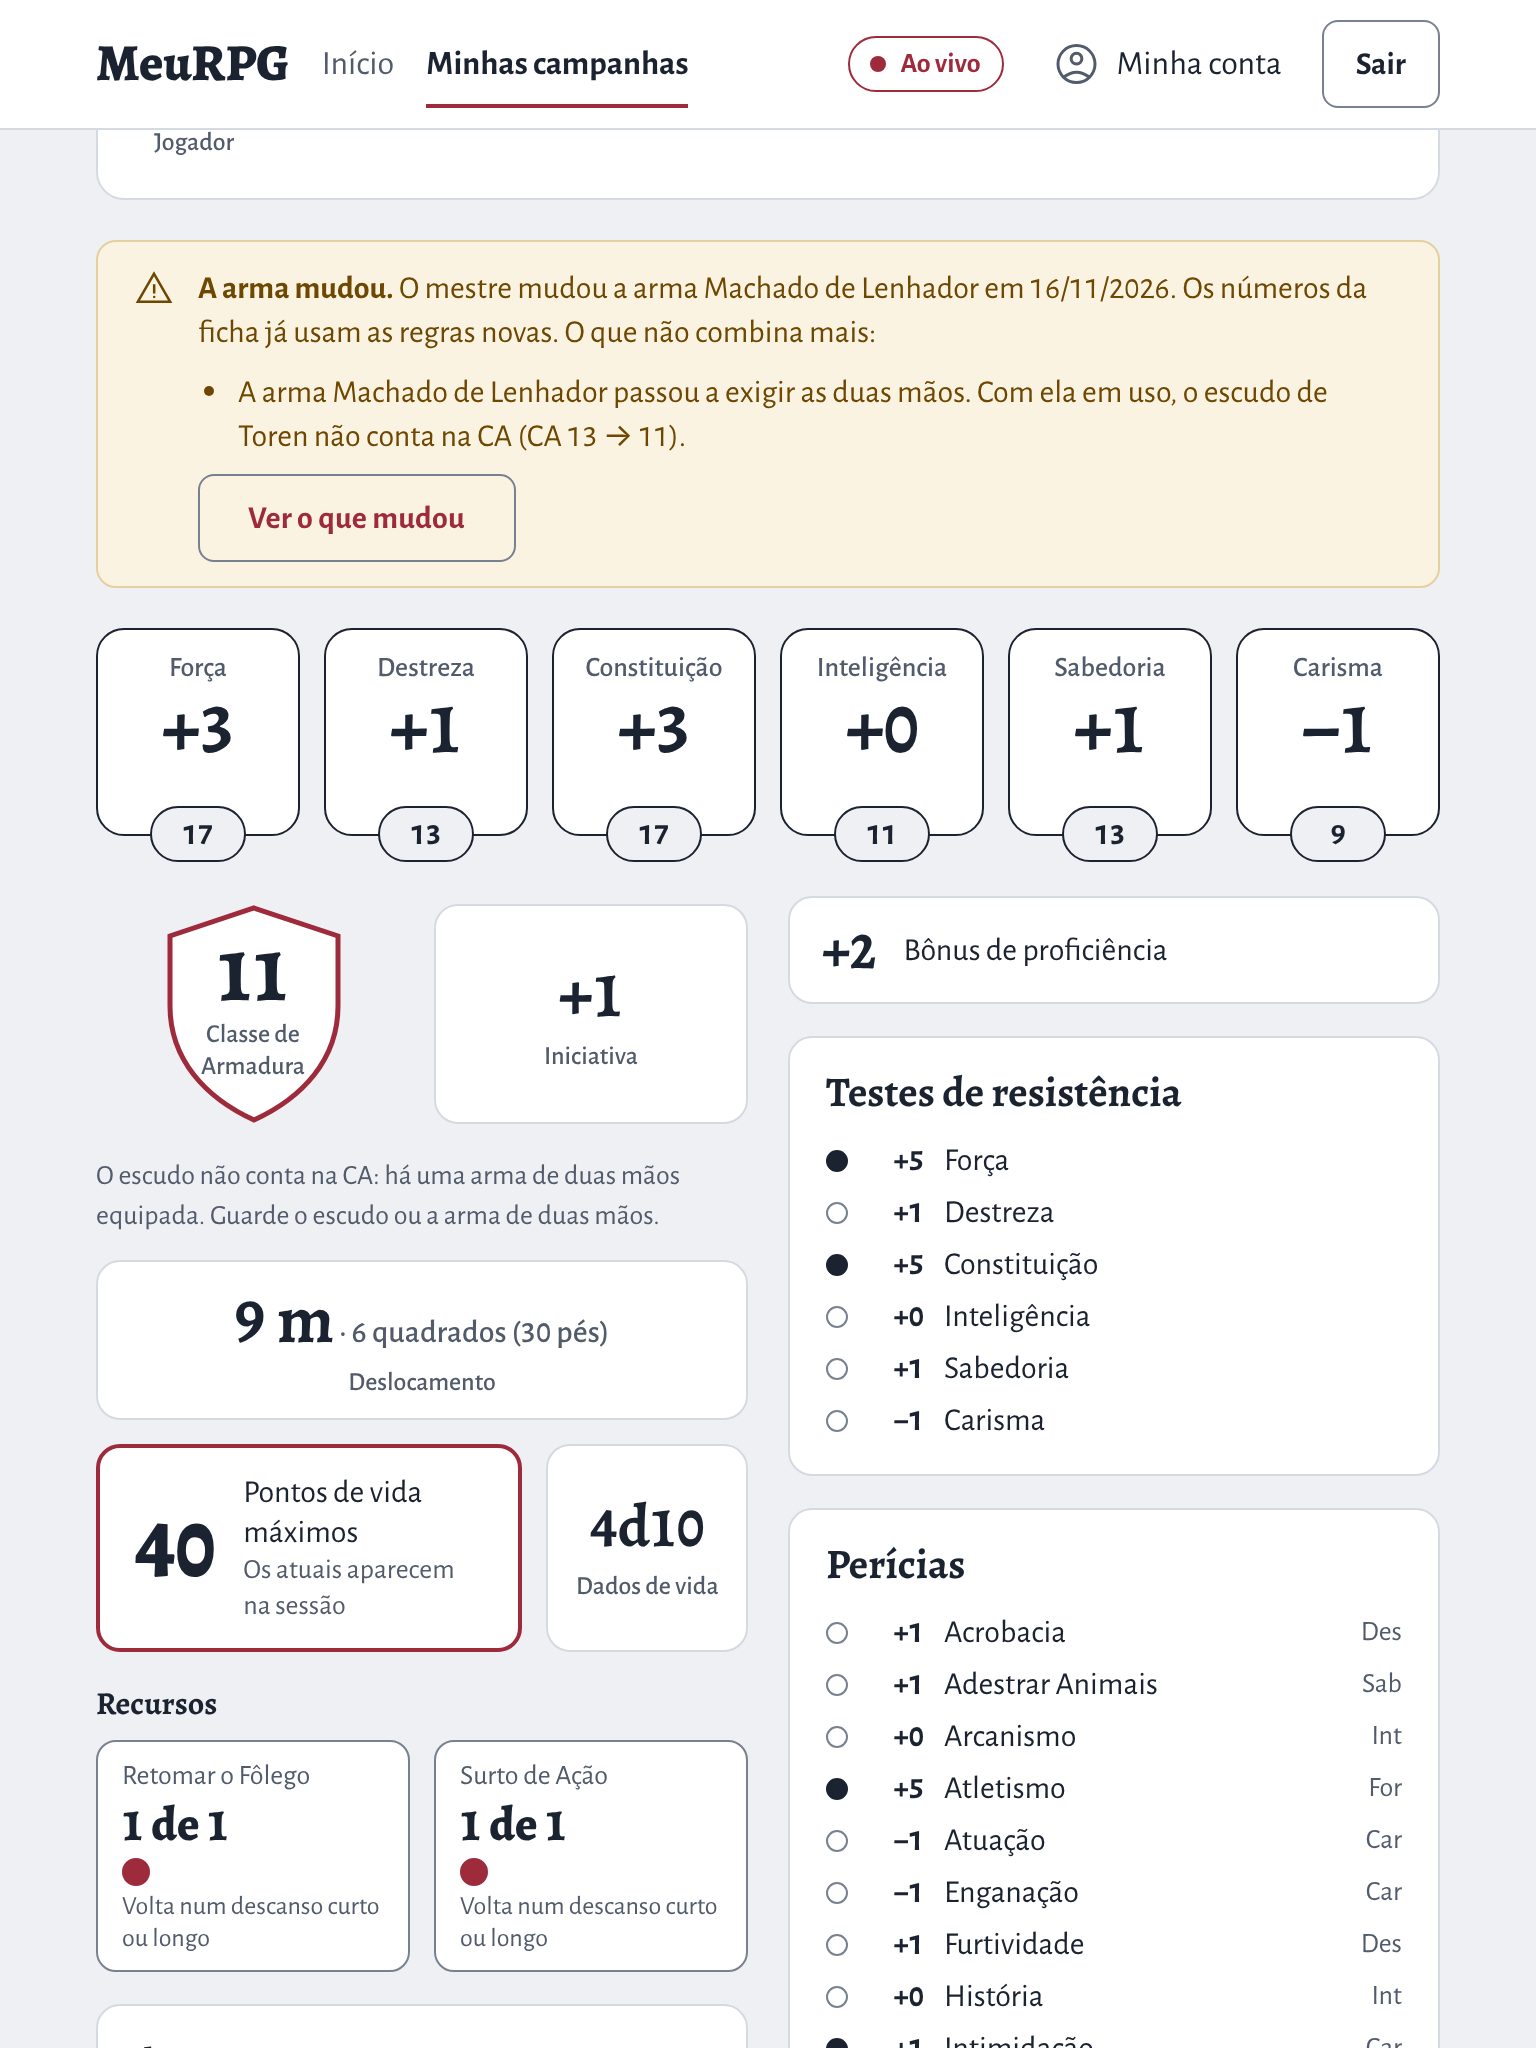 MeuRPG Início Minhas campanhas Ao vivo Minha conta Sair
Jogador
A arma mudou. O mestre mudou a arma Machado de Lenhador em 16/11/2026. Os números da
ficha já usam as regras novas. O que não combina mais:
• A arma Machado de Lenhador passou a exigir as duas mãos. Com ela em uso, o escudo de
Toren não conta na CA (CA 13 → 11).
Ver o que mudou
Força Destreza Constituição Inteligência Sabedoria Carisma
+3 +1 +3 +0 +1 −1
17 13 17 11 13 9
11
Classe de
Armadura
+1
Iniciativa
O escudo não conta na CA: há uma arma de duas mãos
equipada. Guarde o escudo ou a arma de duas mãos.
9 m · 6 quadrados (30 pés)
Deslocamento
40
Pontos de vida
máximos
Os atuais aparecem
na sessão
4d10
Dados de vida
Recursos
Retomar o Fôlego
1 de 1
Volta num descanso curto
ou longo
Surto de Ação
1 de 1
Volta num descanso curto
ou longo
+2 Bônus de proficiência
Testes de resistência
+5 Força
+1 Destreza
+5 Constituição
+0 Inteligência
+1 Sabedoria
−1 Carisma
Perícias
+1 Acrobacia Des
+1 Adestrar Animais Sab
+0 Arcanismo Int
+5 Atletismo For
−1 Atuação Car
−1 Enganação Car
+1 Furtividade Des
+0 História Int
+1 Intimidação Car